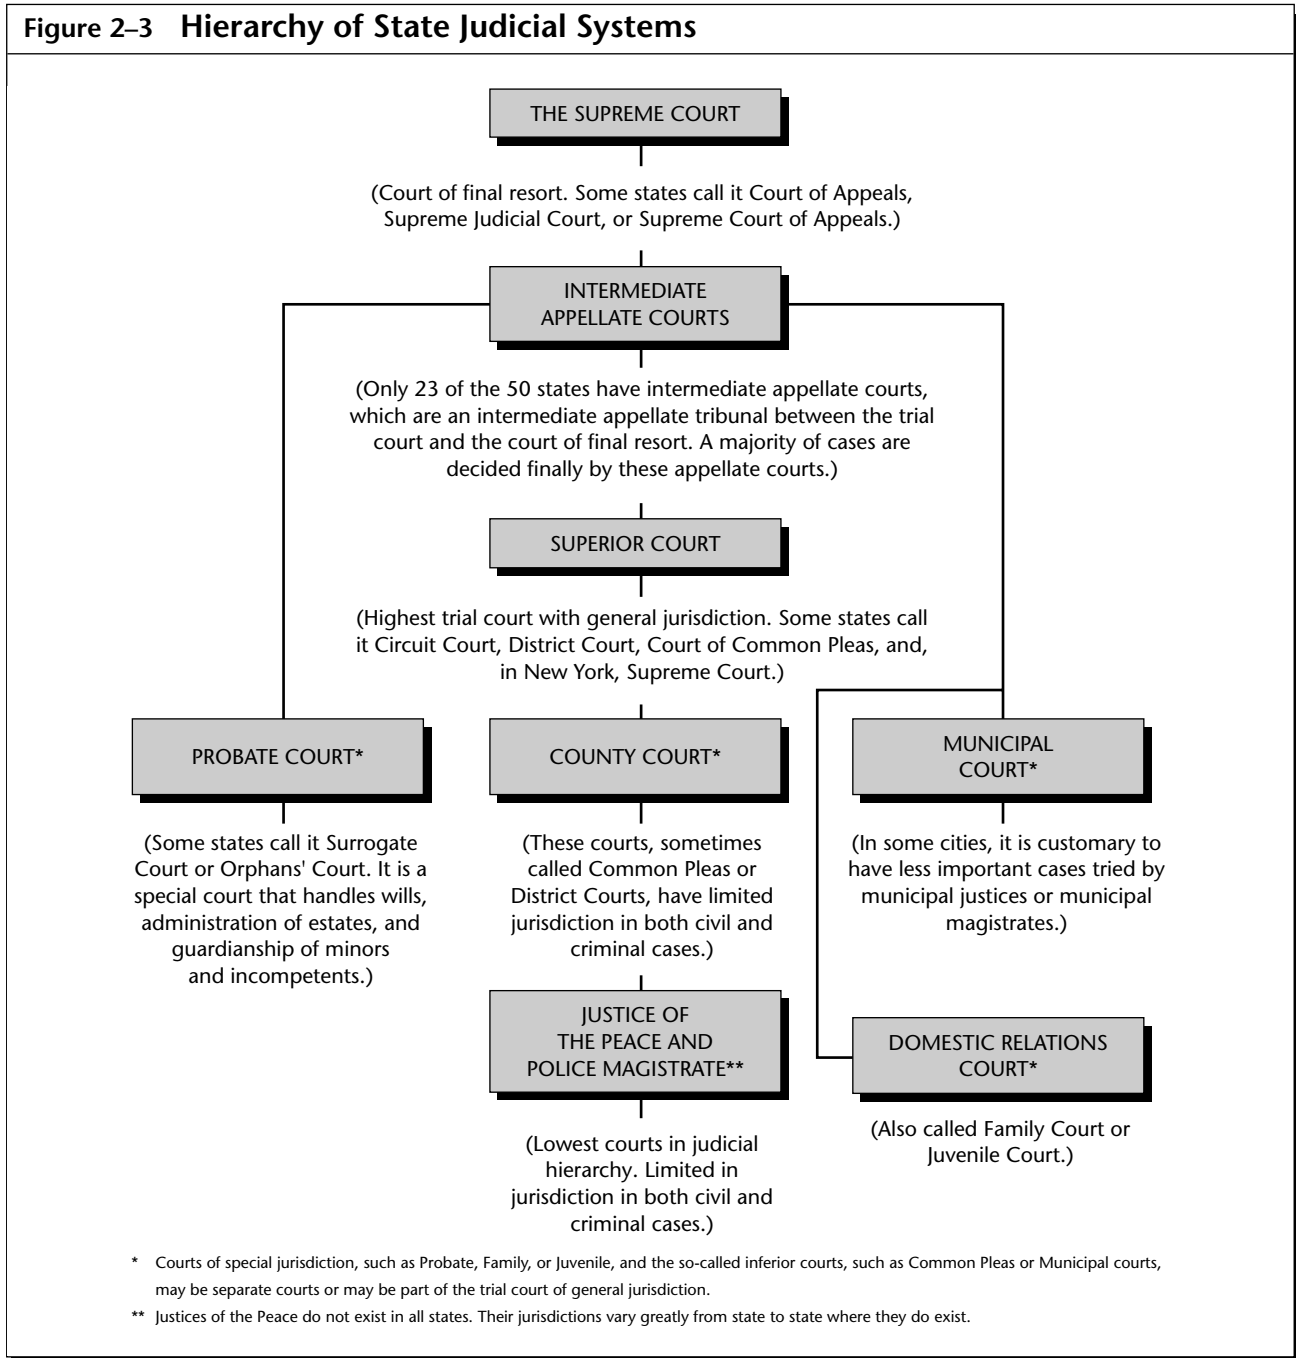 Figure 2–3 Hierarchy of State Judicial Systems
THE SUPREME COURT
(Court of final resort. Some states call it Court of Appeals,
Supreme Judicial Court, or Supreme Court of Appeals.)
INTERMEDIATE
APPELLATE COURTS
(Only 23 of the 50 states have intermediate appellate courts,
which are an intermediate appellate tribunal between the trial
court and the court of final resort. A majority of cases are
decided finally by these appellate courts.)
SUPERIOR COURT
(Highest trial court with general jurisdiction. Some states call
it Circuit Court, District Court, Court of Common Pleas, and,
in New York, Supreme Court.)
PROBATE COURT*
(Some states call it Surrogate
Court or Orphans' Court. It is a
special court that handles wills,
administration of estates, and
guardianship of minors
and incompetents.)
COUNTY COURT*
(These courts, sometimes
called Common Pleas or
District Courts, have limited
jurisdiction in both civil and
criminal cases.)
MUNICIPAL
COURT*
(In some cities, it is customary to
have less important cases tried by
municipal justices or municipal
magistrates.)
JUSTICE OF
THE PEACE AND
POLICE MAGISTRATE**
(Lowest courts in judicial
hierarchy. Limited in
jurisdiction in both civil and
criminal cases.)
DOMESTIC RELATIONS
COURT*
(Also called Family Court or
Juvenile Court.)
* Courts of special jurisdiction, such as Probate, Family, or Juvenile, and the so-called inferior courts, such as Common Pleas or Municipal courts,
may be separate courts or may be part of the trial court of general jurisdiction.
** Justices of the Peace do not exist in all states. Their jurisdictions vary greatly from state to state where they do exist.